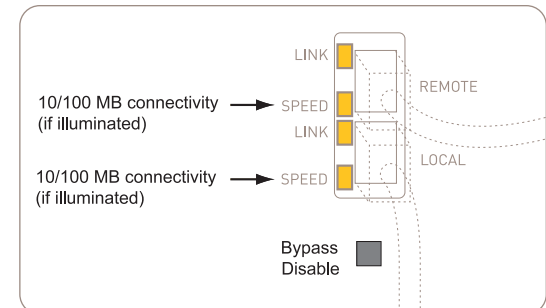 LINK
REMOTE
10/100 MB connectivity
(if illuminated)
SPEED
LINK
LOCAL
10/100 MB connectivity
(if illuminated)
SPEED
Bypass
Disable